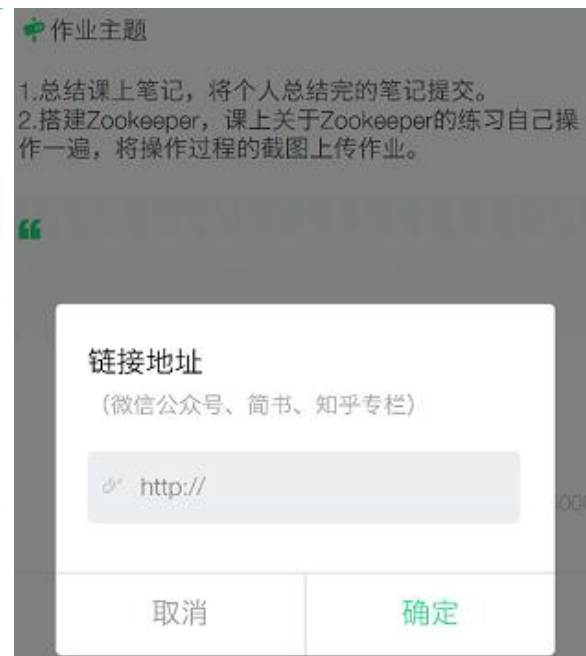 作业主题
1.总结课上笔记，将个人总结完的笔记提交。
2.搭建Zookeeper，课上关于Zookeeper的练习自己操
作一遍，将操作过程的截图上传作业。
链接地址
（微信公众号、简书、知乎专栏）
http://
取消
确定